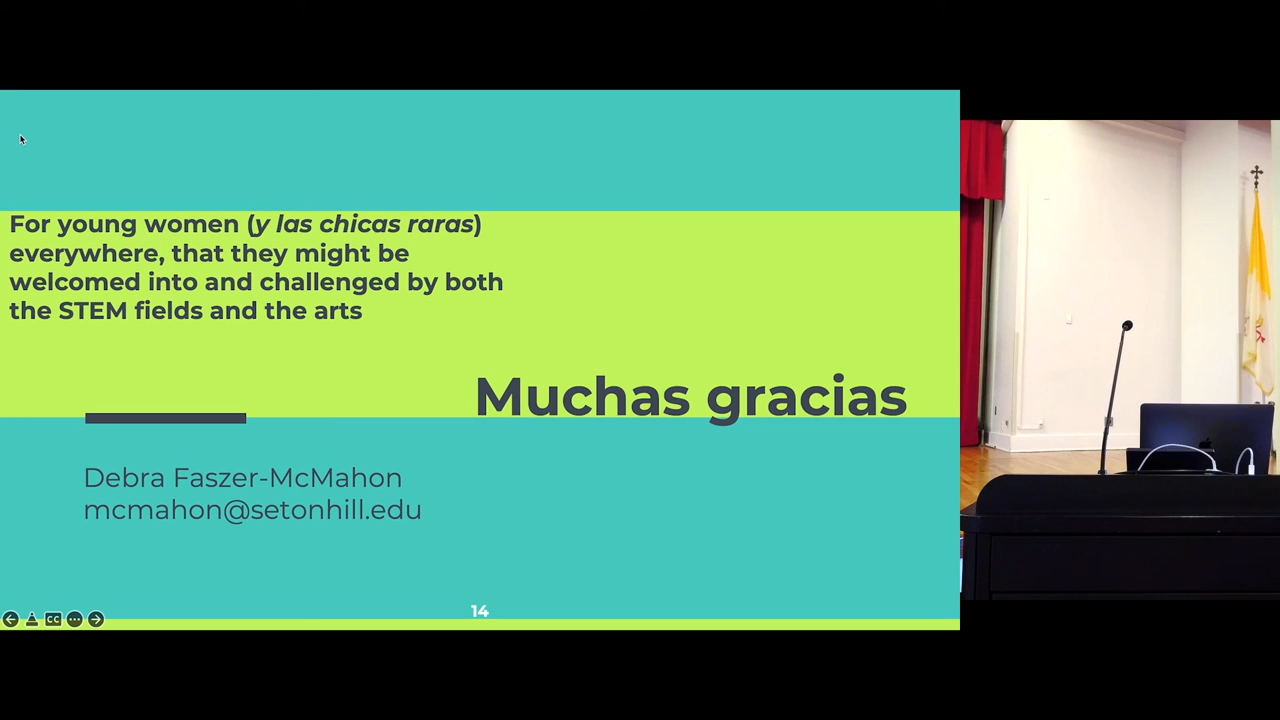 For young women (y las chicas raras)
everywhere, that they might be
welcomed into and challenged by both
the STEM fields and the arts
Muchas gracias
Debra Faszer-McMahon
mcmahon@setonhill.edu
14
CC